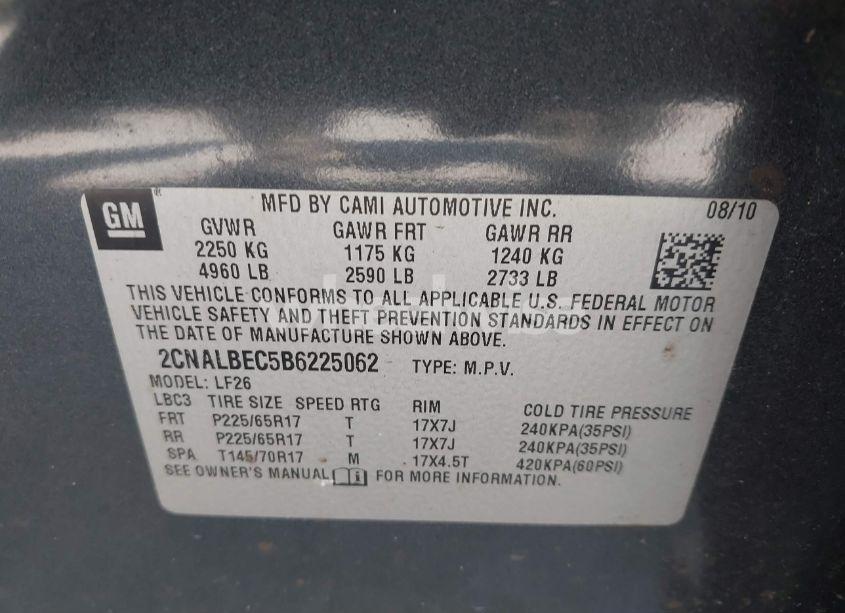 GM
®
MFD BY CAMI AUTOMOTIVE INC.
08/10
GVWR GAWR FRT GAWR RR
2250 KG 1175 KG 1240 KG
4960 LB 2590 LB 2733 LB
THIS VEHICLE CONFORMS TO ALL APPLICABLE U.S. FEDERAL MOTOR
VEHICLE SAFETY AND THEFT PREVENTION STANDARDS IN EFFECT ON
THE DATE OF MANUFACTURE SHOWN ABOVE.
2CNALBEC5B6225062 TYPE: M.P.V.
MODEL: LF26
LBC3 TIRE SIZE SPEED RTG RIM COLD TIRE PRESSURE
FRT P225/65R17 T 17X7J 240KPA(35PSI)
RR P225/65R17 T 17X7J 240KPA(35PSI)
SPA T145/70R17 M 17X4.5T 420KPA(60PSI)
SEE OWNER'S MANUAL FOR MORE INFORMATION.